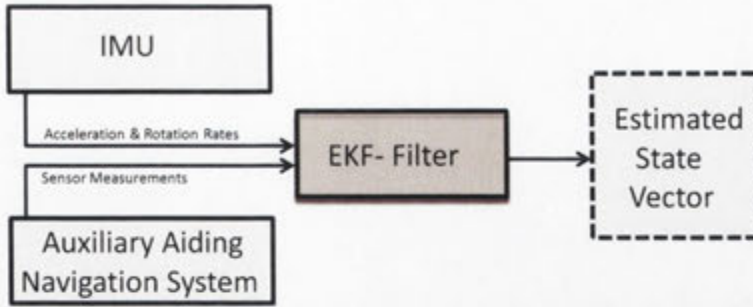 IMU
Acceleration & Rotation Rates
Sensor Measurements
Auxiliary Aiding
Navigation System
EKF- Filter
Estimated
State
Vector